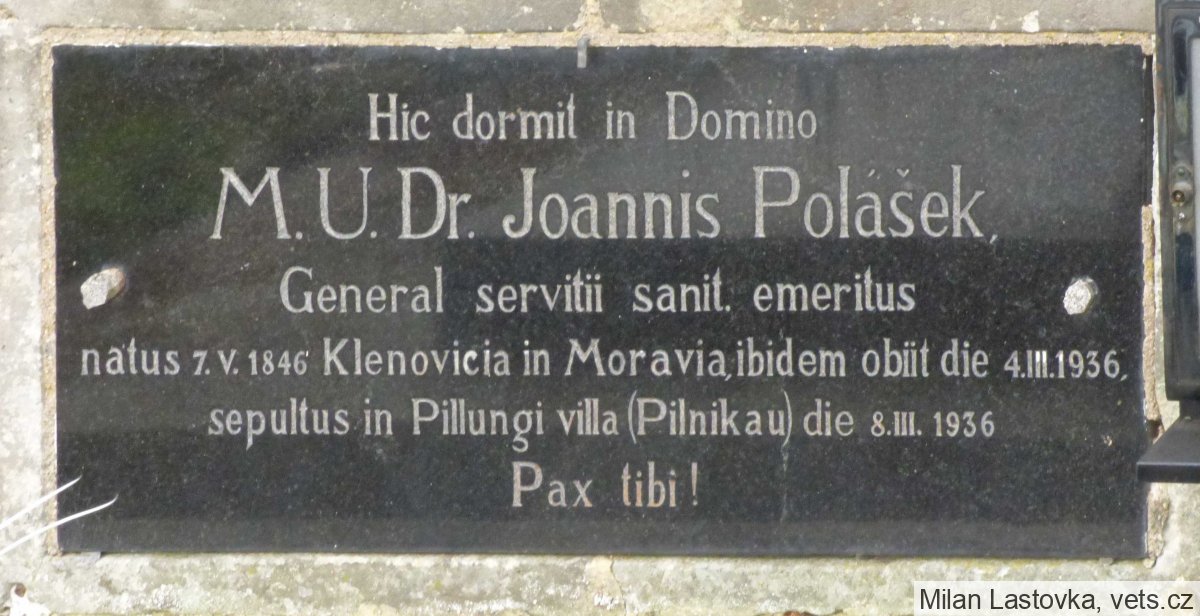 Hic dormit in Domino
M.U.Dr. Joannis Polášek,
General servitii sanit. emeritus
natus 7. V. 1846 Klenovicia in Moravia, ibidem obiit die 4.III.1936,
sepultus in Pillungi villa (Pilnikau) die 8.III. 1936
Pax tibi!
Milan Lastovka, vets.cz